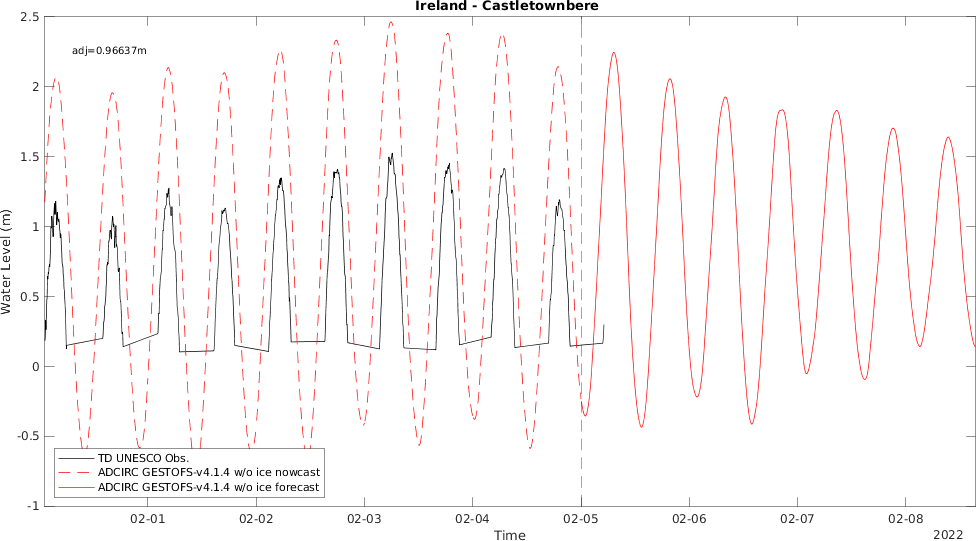 Ireland - Castletownbere
2.5
2
1.5
1
0.5
0
-0.5
-1
Water Level (m)
adj=0.96637m
TD UNESCO Obs.
ADCIRC GESTOFS-v4.1.4 w/o ice nowcast
ADCIRC GESTOFS-v4.1.4 w/o ice forecast
02-01 02-02 02-03 02-04 02-05 02-06 02-07 02-08
Time
2022